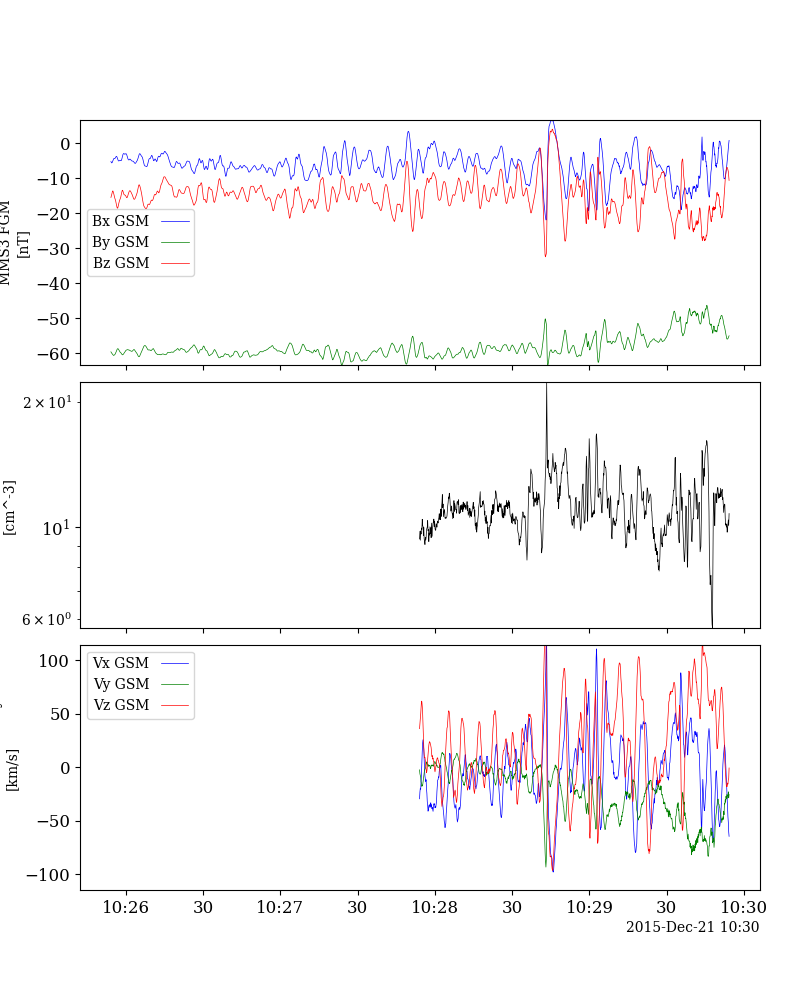 MMS3 FGM
[nT]
0
−10
−20
−30
−40
−50
−60
Bx GSM
By GSM
Bz GSM
[cm^-3]
2×10¹
10¹
6×10⁰
[km/s]
100
50
0
−50
−100
Vx GSM
Vy GSM
Vz GSM
10:26 30 10:27 30 10:28 30 10:29 30 10:30
2015-Dec-21 10:30